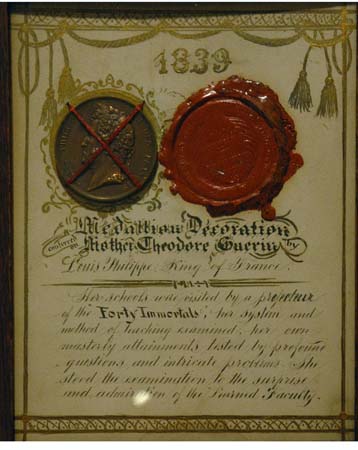 1839
Medallion Decoration
conferred on Mother Theodore Guerin by
Louis Philippe, King of France.
Her schools were visited by a professor
of the "Forty Immortals", her system and
method of teaching examined, her own
masterly attainments tested by profound
questions and intricate problems. She
stood the examination to the surprise
and admiration of the learned Faculty.